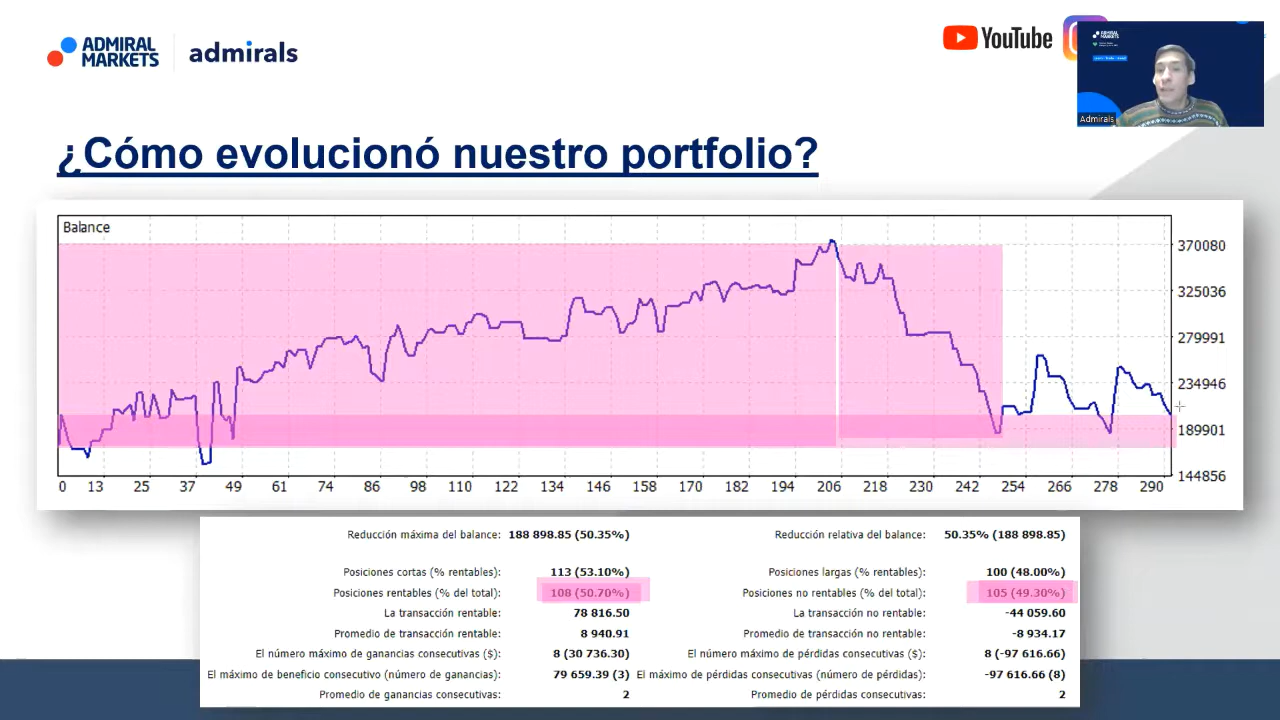 ADMIRAL
MARKETS
admirals
YouTube
ADMIRAL
MARKETS
Admirals
¿Cómo evolucionó nuestro portfolio?
Balance
370080
325036
279991
234946
189901
144856
0 13 25 37 49 61 74 86 98 110 122 134 146 158 170 182 194 206 218 230 242 254 266 278 290
Reducción máxima del balance: 188 898.85 (50.35%) Reducción relativa del balance: 50.35% (188 898.85)
Posiciones cortas (% rentables): 113 (53.10%) Posiciones largas (% rentables): 100 (48.00%)
Posiciones rentables (% del total): 108 (50.70%) Posiciones no rentables (% del total): 105 (49.30%)
La transacción rentable: 78 816.50 La transacción no rentable: -44 059.60
Promedio de transacción rentable: 8 940.91 Promedio de transacción no rentable: -8 934.17
El número máximo de ganancias consecutivas ($): 8 (30 736.30) El número máximo de pérdidas consecutivas ($): 8 (-97 616.66)
El máximo de beneficio consecutivo (número de ganancias): 79 659.39 (3) El máximo de pérdidas consecutivas (número de pérdidas): -97 616.66 (8)
Promedio de ganancias consecutivas: 2 Promedio de pérdidas consecutivas: 2